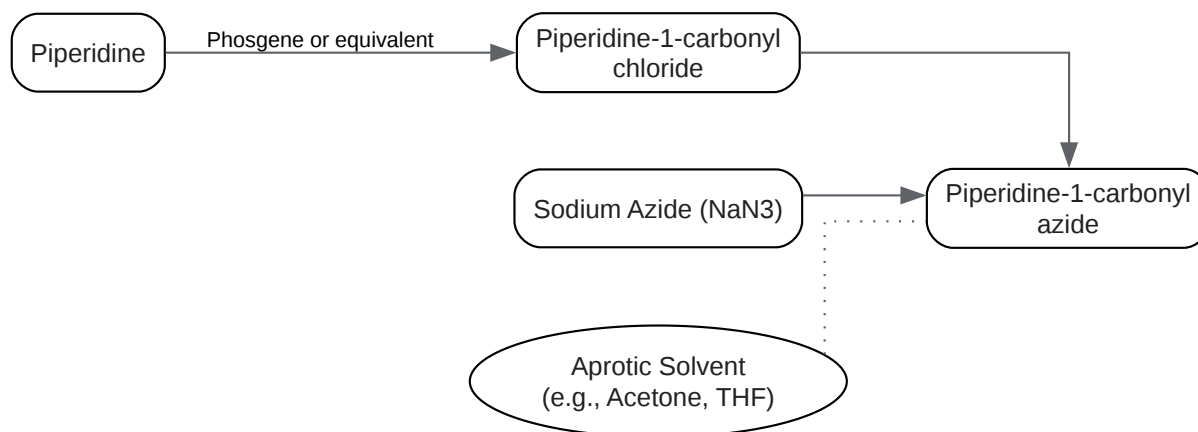 Piperidine
Phosgene or equivalent
Piperidine-1-carbonyl
chloride
Sodium Azide (NaN3)
Piperidine-1-carbonyl
azide
Aprotic Solvent
(e.g., Acetone, THF)